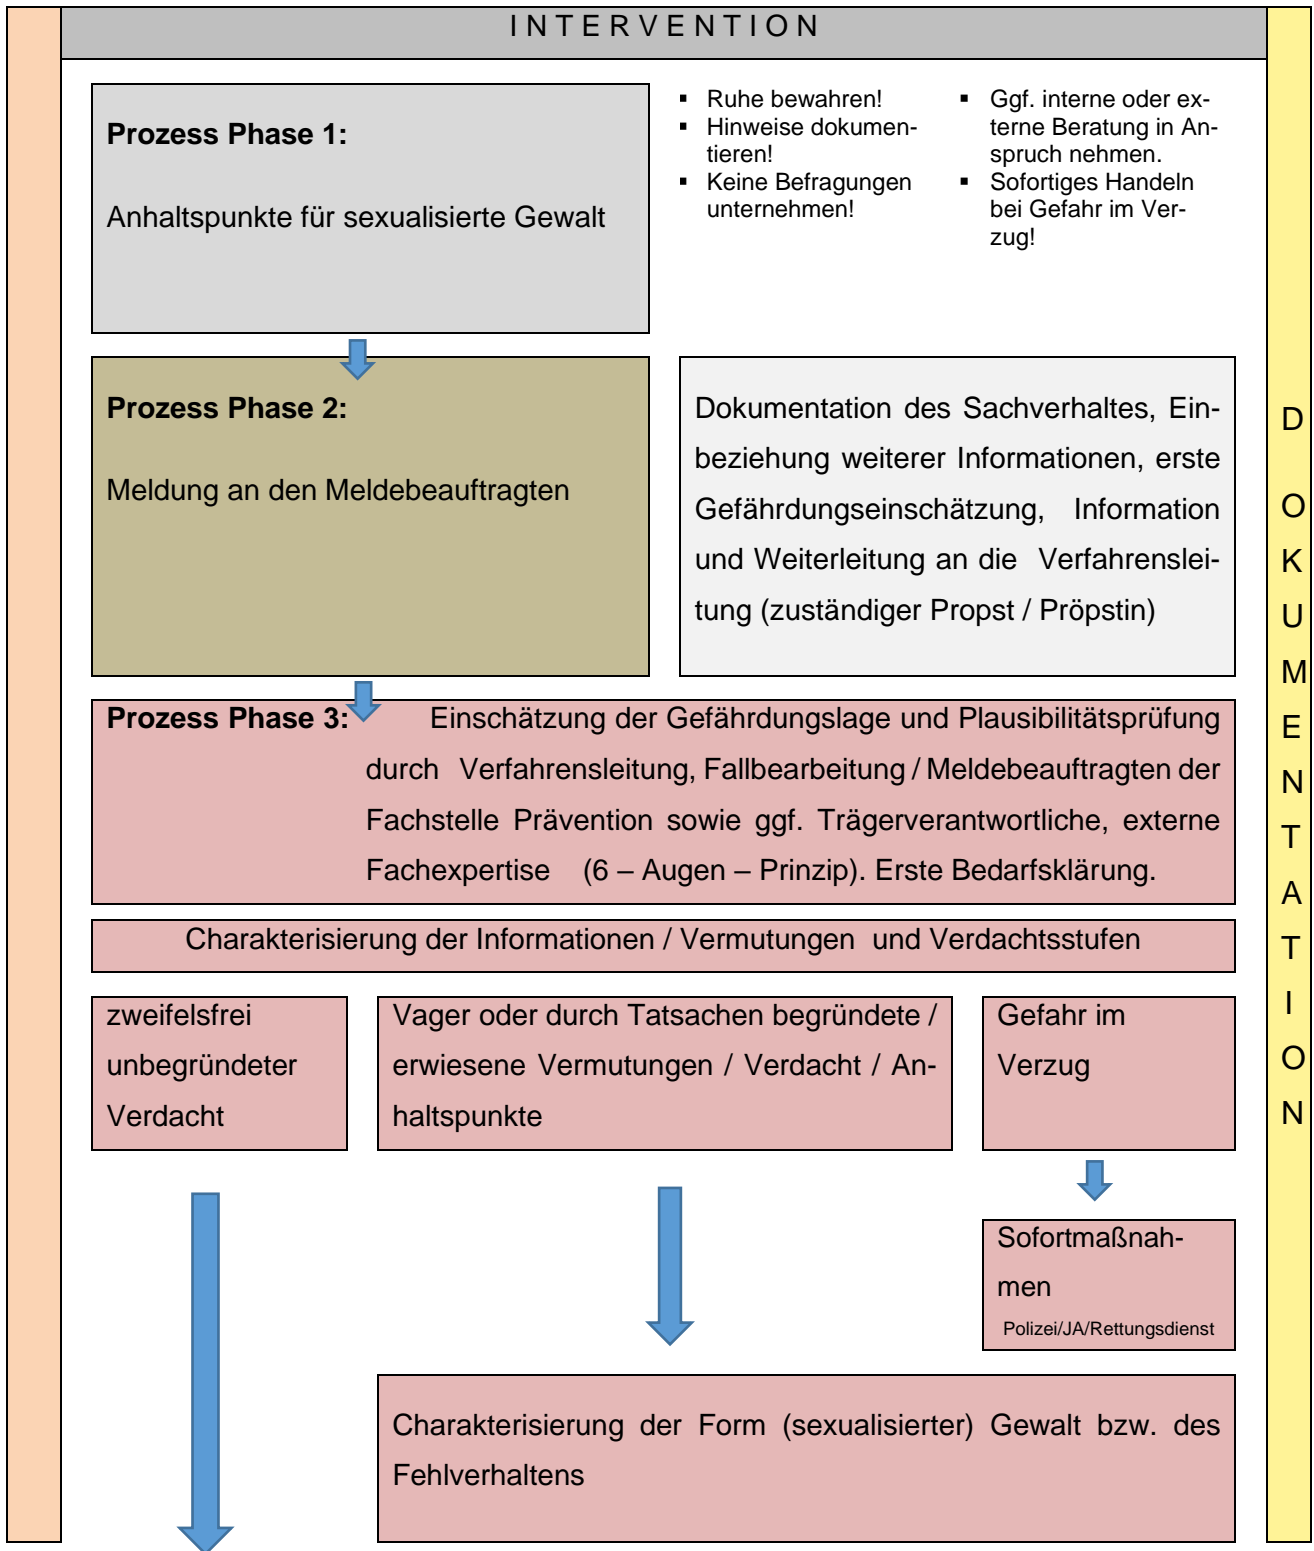 I N T E R V E N T I O N
Prozess Phase 1:
Anhaltspunkte für sexualisierte Gewalt
▪ Ruhe bewahren!
▪ Hinweise dokumen-
tieren!
▪ Keine Befragungen
unternehmen!
▪ Ggf. interne oder ex-
terne Beratung in An-
spruch nehmen.
▪ Sofortiges Handeln
bei Gefahr im Ver-
zug!
Prozess Phase 2:
Meldung an den Meldebeauftragten
Dokumentation des Sachverhaltes, Ein-
beziehung weiterer Informationen, erste
Gefährdungseinschätzung, Information
und Weiterleitung an die Verfahrenslei-
tung (zuständiger Propst / Pröpstin)
Prozess Phase 3: Einschätzung der Gefährdungslage und Plausibilitätsprüfung
durch Verfahrensleitung, Fallbearbeitung / Meldebeauftragten der
Fachstelle Prävention sowie ggf. Trägerverantwortliche, externe
Fachexpertise (6 – Augen – Prinzip). Erste Bedarfsklärung.
Charakterisierung der Informationen / Vermutungen und Verdachtsstufen
zweifelsfrei
unbegründeter
Verdacht
Vager oder durch Tatsachen begründete /
erwiesene Vermutungen / Verdacht / An-
haltspunkte
Gefahr im
Verzug
Sofortmaßnah-
men
Polizei/JA/Rettungsdienst
Charakterisierung der Form (sexualisierter) Gewalt bzw. des
Fehlverhaltens
D
O
K
U
M
E
N
T
A
T
I
O
N